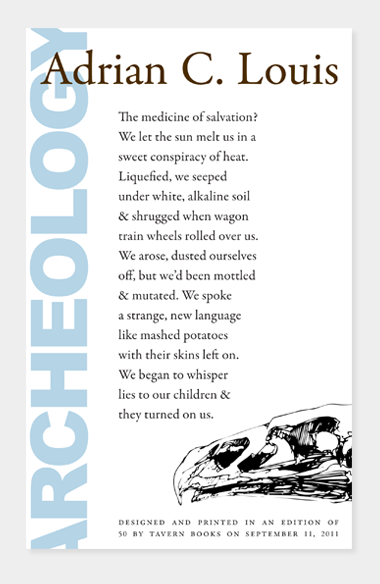 Adrian C. Louis
ARCHEOLOGY
The medicine of salvation?
We let the sun melt us in a
sweet conspiracy of heat.
Liquefied, we seeped
under white, alkaline soil
& shrugged when wagon
train wheels rolled over us.
We arose, dusted ourselves
off, but we’d been mottled
& mutated. We spoke
a strange, new language
like mashed potatoes
with their skins left on.
We began to whisper
lies to our children &
they turned on us.
DESIGNED AND PRINTED IN AN EDITION OF
50 BY TAVERN BOOKS ON SEPTEMBER 11, 2011